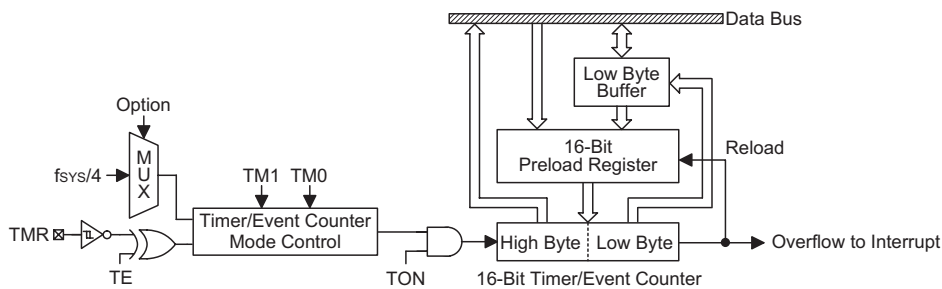 Data Bus
Low Byte
Buffer
Option
MUX
16-Bit
Preload Register
Reload
fSYS/4
TM1 TM0
Timer/Event Counter
Mode Control
TMR
TE
TON
High Byte Low Byte
Overflow to Interrupt
16-Bit Timer/Event Counter